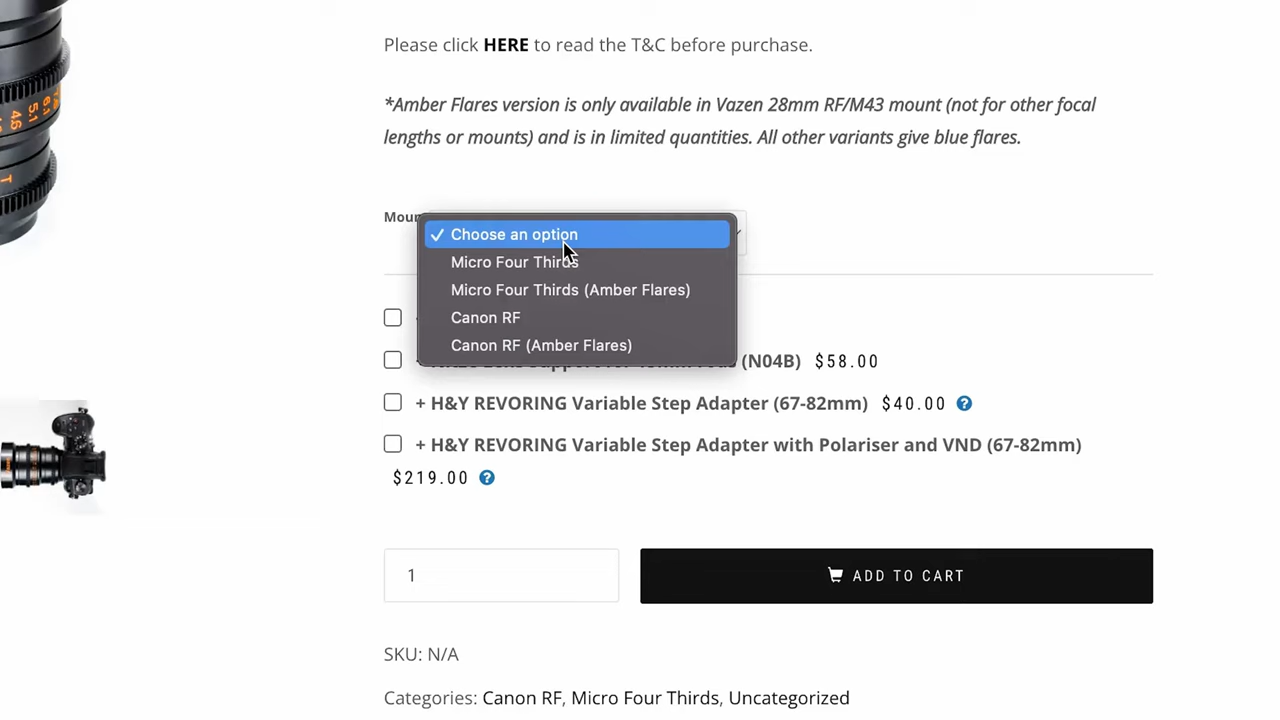 Please click HERE to read the T&C before purchase.
*Amber Flares version is only available in Vazen 28mm RF/M43 mount (not for other focal
lengths or mounts) and is in limited quantities. All other variants give blue flares.
Choose an option
Micro Four Thirds
Micro Four Thirds (Amber Flares)
Canon RF
Canon RF (Amber Flares)
(N04B) $58.00
+ H&Y REVORING Variable Step Adapter (67-82mm) $40.00
+ H&Y REVORING Variable Step Adapter with Polariser and VND (67-82mm)
$219.00
1
ADD TO CART
SKU: N/A
Categories: Canon RF, Micro Four Thirds, Uncategorized